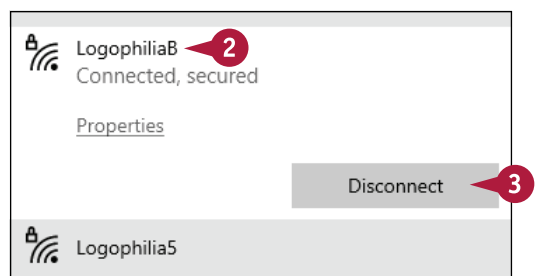 LogophiliaB 2
Connected, secured
Properties
Disconnect 3
Logophilia5